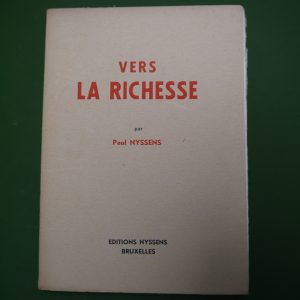 VERS
LA RICHESSE
par
Paul NYSSENS
EDITIONS NYSSENS
BRUXELLES